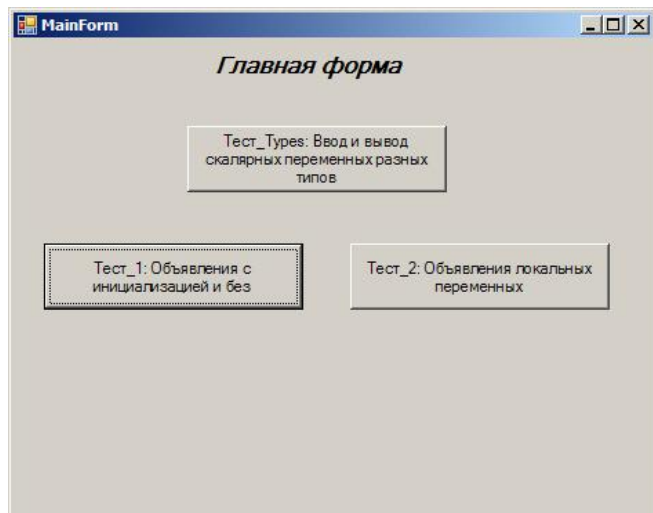 MainForm
Главная форма
Тест_Types: Ввод и вывод
скалярных переменных разных
типов
Тест_1: Объявления с
инициализацией и без
Тест_2: Объявления локальных
переменных